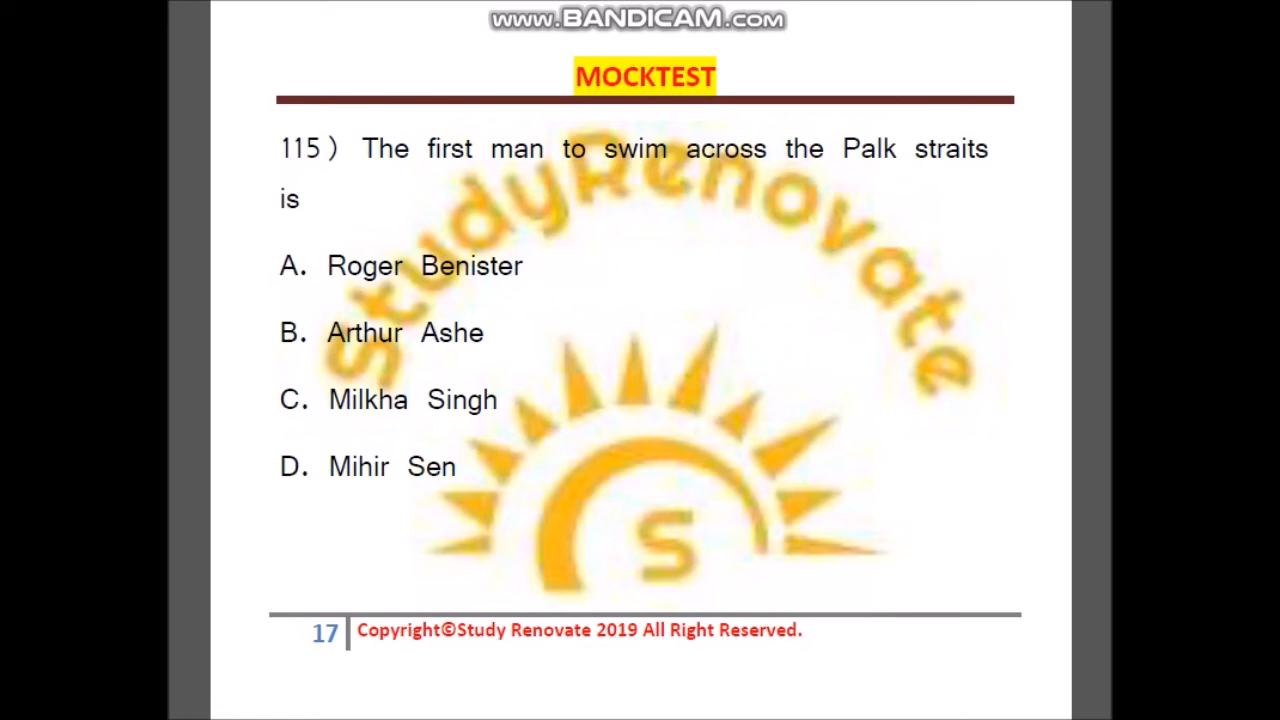 www.BANDICAM.com
MOCKTEST
115) The first man to swim across the Palk straits
is
StudyRenovate
A. Roger Benister
B. Arthur Ashe
C. Milkha Singh
D. Mihir Sen
S
17 Copyright©Study Renovate 2019 All Right Reserved.